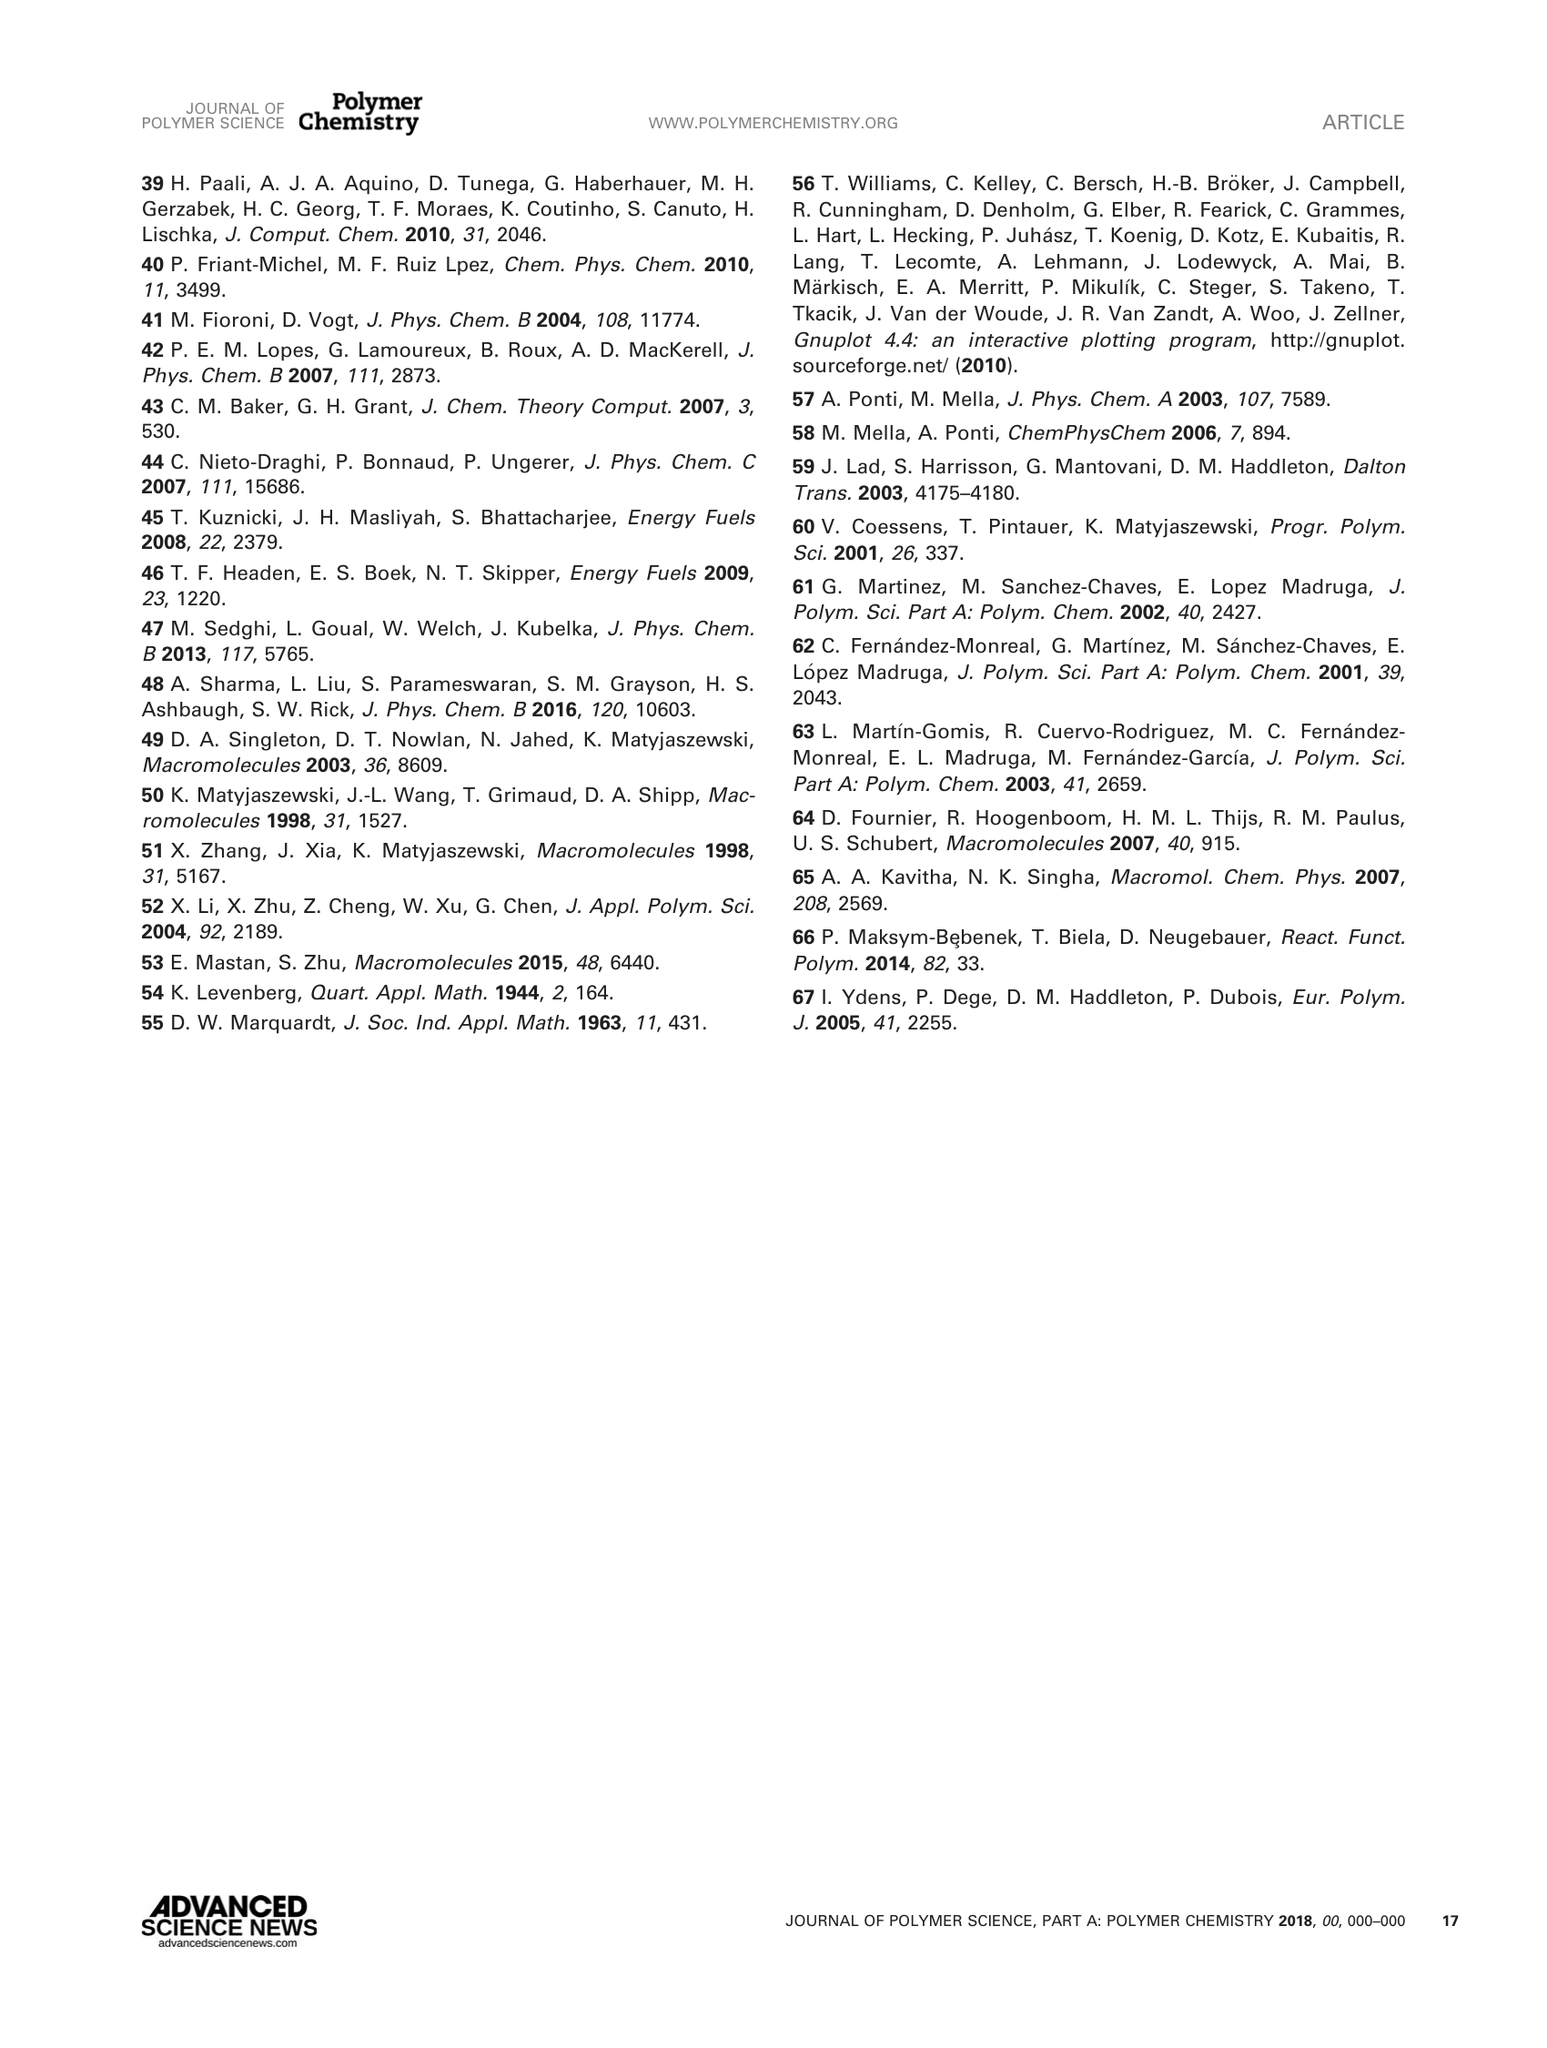 JOURNAL OF
POLYMER SCIENCE
Polymer
Chemistry
WWW.POLYMERCHEMISTRY.ORG
ARTICLE
39 H. Paali, A. J. A. Aquino, D. Tunega, G. Haberhauer, M. H.
Gerzabek, H. C. Georg, T. F. Moraes, K. Coutinho, S. Canuto, H.
Lischka, J. Comput. Chem. 2010, 31, 2046.
40 P. Friant-Michel, M. F. Ruiz Lpez, Chem. Phys. Chem. 2010,
11, 3499.
41 M. Fioroni, D. Vogt, J. Phys. Chem. B 2004, 108, 11774.
42 P. E. M. Lopes, G. Lamoureux, B. Roux, A. D. MacKerell, J.
Phys. Chem. B 2007, 111, 2873.
43 C. M. Baker, G. H. Grant, J. Chem. Theory Comput. 2007, 3,
530.
44 C. Nieto-Draghi, P. Bonnaud, P. Ungerer, J. Phys. Chem. C
2007, 111, 15686.
45 T. Kuznicki, J. H. Masliyah, S. Bhattacharjee, Energy Fuels
2008, 22, 2379.
46 T. F. Headen, E. S. Boek, N. T. Skipper, Energy Fuels 2009,
23, 1220.
47 M. Sedghi, L. Goual, W. Welch, J. Kubelka, J. Phys. Chem.
B 2013, 117, 5765.
48 A. Sharma, L. Liu, S. Parameswaran, S. M. Grayson, H. S.
Ashbaugh, S. W. Rick, J. Phys. Chem. B 2016, 120, 10603.
49 D. A. Singleton, D. T. Nowlan, N. Jahed, K. Matyjaszewski,
Macromolecules 2003, 36, 8609.
50 K. Matyjaszewski, J.-L. Wang, T. Grimaud, D. A. Shipp, Mac-
romolecules 1998, 31, 1527.
51 X. Zhang, J. Xia, K. Matyjaszewski, Macromolecules 1998,
31, 5167.
52 X. Li, X. Zhu, Z. Cheng, W. Xu, G. Chen, J. Appl. Polym. Sci.
2004, 92, 2189.
53 E. Mastan, S. Zhu, Macromolecules 2015, 48, 6440.
54 K. Levenberg, Quart. Appl. Math. 1944, 2, 164.
55 D. W. Marquardt, J. Soc. Ind. Appl. Math. 1963, 11, 431.
56 T. Williams, C. Kelley, C. Bersch, H.-B. Bröker, J. Campbell,
R. Cunningham, D. Denholm, G. Elber, R. Fearick, C. Grammes,
L. Hart, L. Hecking, P. Juhász, T. Koenig, D. Kotz, E. Kubaitis, R.
Lang, T. Lecomte, A. Lehmann, J. Lodewyck, A. Mai, B.
Märkisch, E. A. Merritt, P. Mikulík, C. Steger, S. Takeno, T.
Tkacik, J. Van der Woude, J. R. Van Zandt, A. Woo, J. Zellner,
Gnuplot 4.4: an interactive plotting program, http://gnuplot.
sourceforge.net/ (2010).
57 A. Ponti, M. Mella, J. Phys. Chem. A 2003, 107, 7589.
58 M. Mella, A. Ponti, ChemPhysChem 2006, 7, 894.
59 J. Lad, S. Harrisson, G. Mantovani, D. M. Haddleton, Dalton
Trans. 2003, 4175–4180.
60 V. Coessens, T. Pintauer, K. Matyjaszewski, Progr. Polym.
Sci. 2001, 26, 337.
61 G. Martinez, M. Sanchez-Chaves, E. Lopez Madruga, J.
Polym. Sci. Part A: Polym. Chem. 2002, 40, 2427.
62 C. Fernández-Monreal, G. Martínez, M. Sánchez-Chaves, E.
López Madruga, J. Polym. Sci. Part A: Polym. Chem. 2001, 39,
2043.
63 L. Martín-Gomis, R. Cuervo-Rodriguez, M. C. Fernández-
Monreal, E. L. Madruga, M. Fernández-García, J. Polym. Sci.
Part A: Polym. Chem. 2003, 41, 2659.
64 D. Fournier, R. Hoogenboom, H. M. L. Thijs, R. M. Paulus,
U. S. Schubert, Macromolecules 2007, 40, 915.
65 A. A. Kavitha, N. K. Singha, Macromol. Chem. Phys. 2007,
208, 2569.
66 P. Maksym-Bȩbenek, T. Biela, D. Neugebauer, React. Funct.
Polym. 2014, 82, 33.
67 I. Ydens, P. Dege, D. M. Haddleton, P. Dubois, Eur. Polym.
J. 2005, 41, 2255.
ADVANCED
SCIENCE NEWS
advancedsciencenews.com
JOURNAL OF POLYMER SCIENCE, PART A: POLYMER CHEMISTRY 2018, 00, 000–000 17